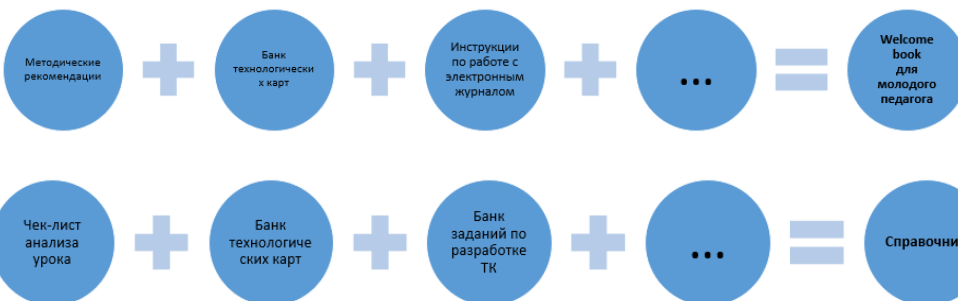 Методические
рекомендации
Банк
технологически
х карт
Инструкции
по работе с
электронным
журналом
...
Welcome
book
для
молодого
педагога
Чек-лист
анализа
урока
Банк
технологиче
ских карт
Банк
заданий по
разработке
ТК
...
Справочни